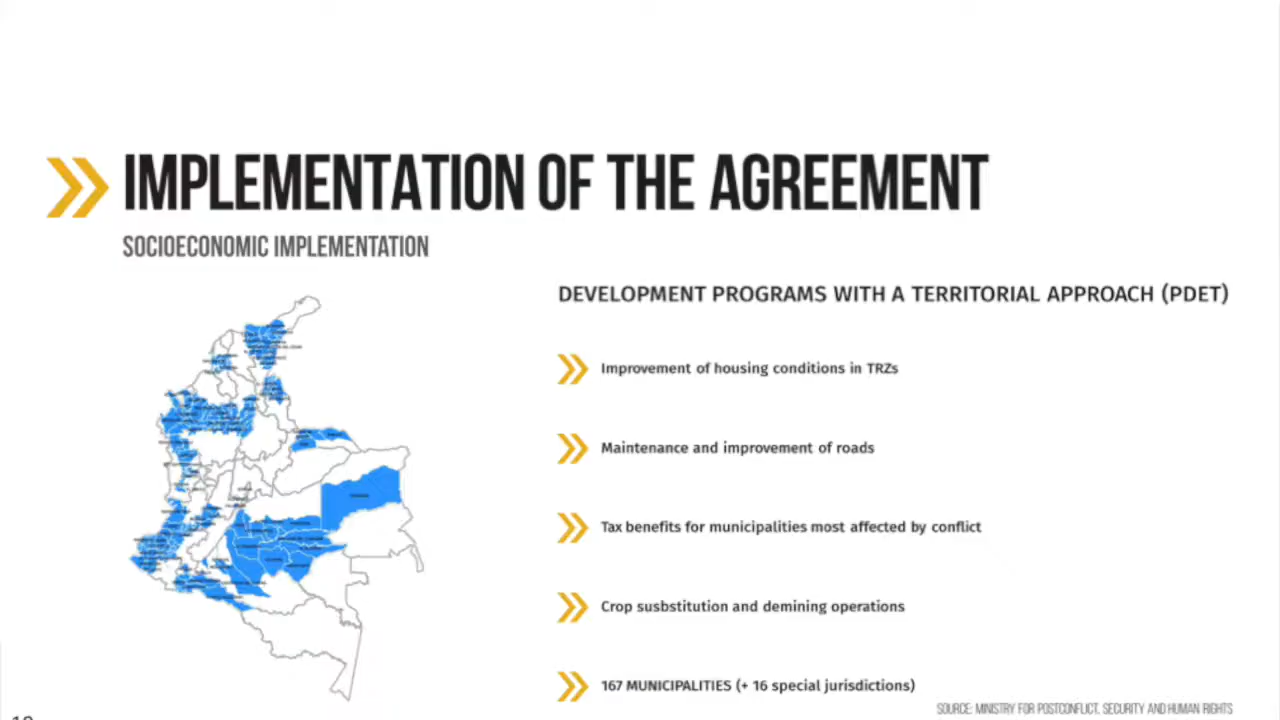 IMPLEMENTATION OF THE AGREEMENT
SOCIOECONOMIC IMPLEMENTATION
DEVELOPMENT PROGRAMS WITH A TERRITORIAL APPROACH (PDET)
Improvement of housing conditions in TRZs
Maintenance and improvement of roads
Tax benefits for municipalities most affected by conflict
Crop susbstitution and demining operations
167 MUNICIPALITIES (+ 16 special jurisdictions)
SOURCE: MINISTRY FOR POSTCONFLICT, SECURITY AND HUMAN RIGHTS